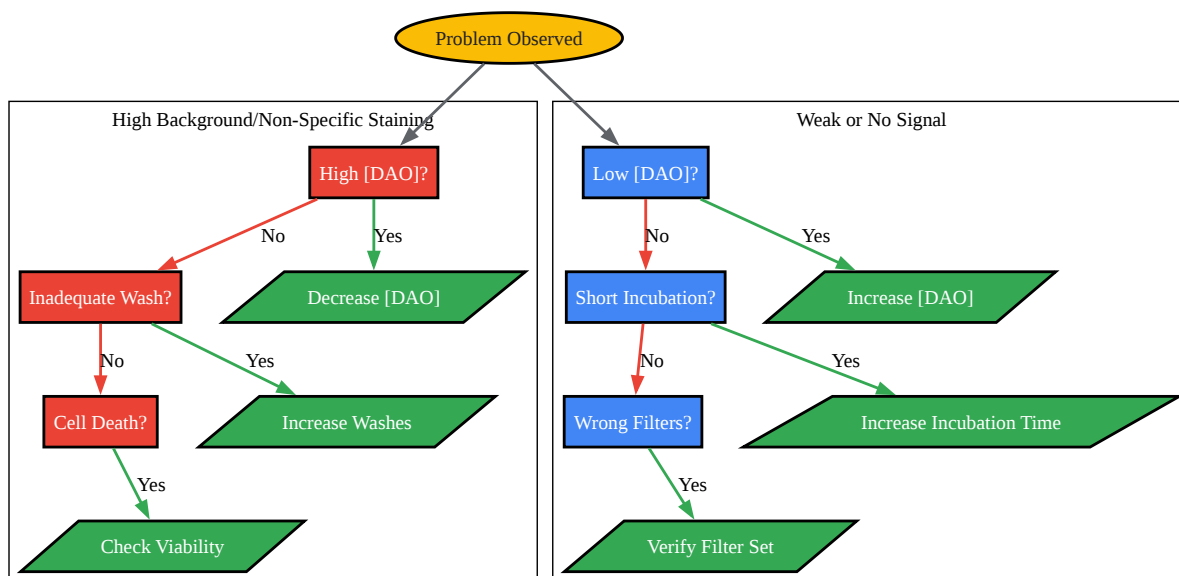 Problem Observed
High Background/Non-Specific Staining
Weak or No Signal
High [DAO]?
Low [DAO]?
No
Yes
No
Yes
Inadequate Wash?
Decrease [DAO]
Short Incubation?
Increase [DAO]
No
Yes
No
Yes
Cell Death?
Increase Washes
Wrong Filters?
Increase Incubation Time
Yes
Yes
Check Viability
Verify Filter Set